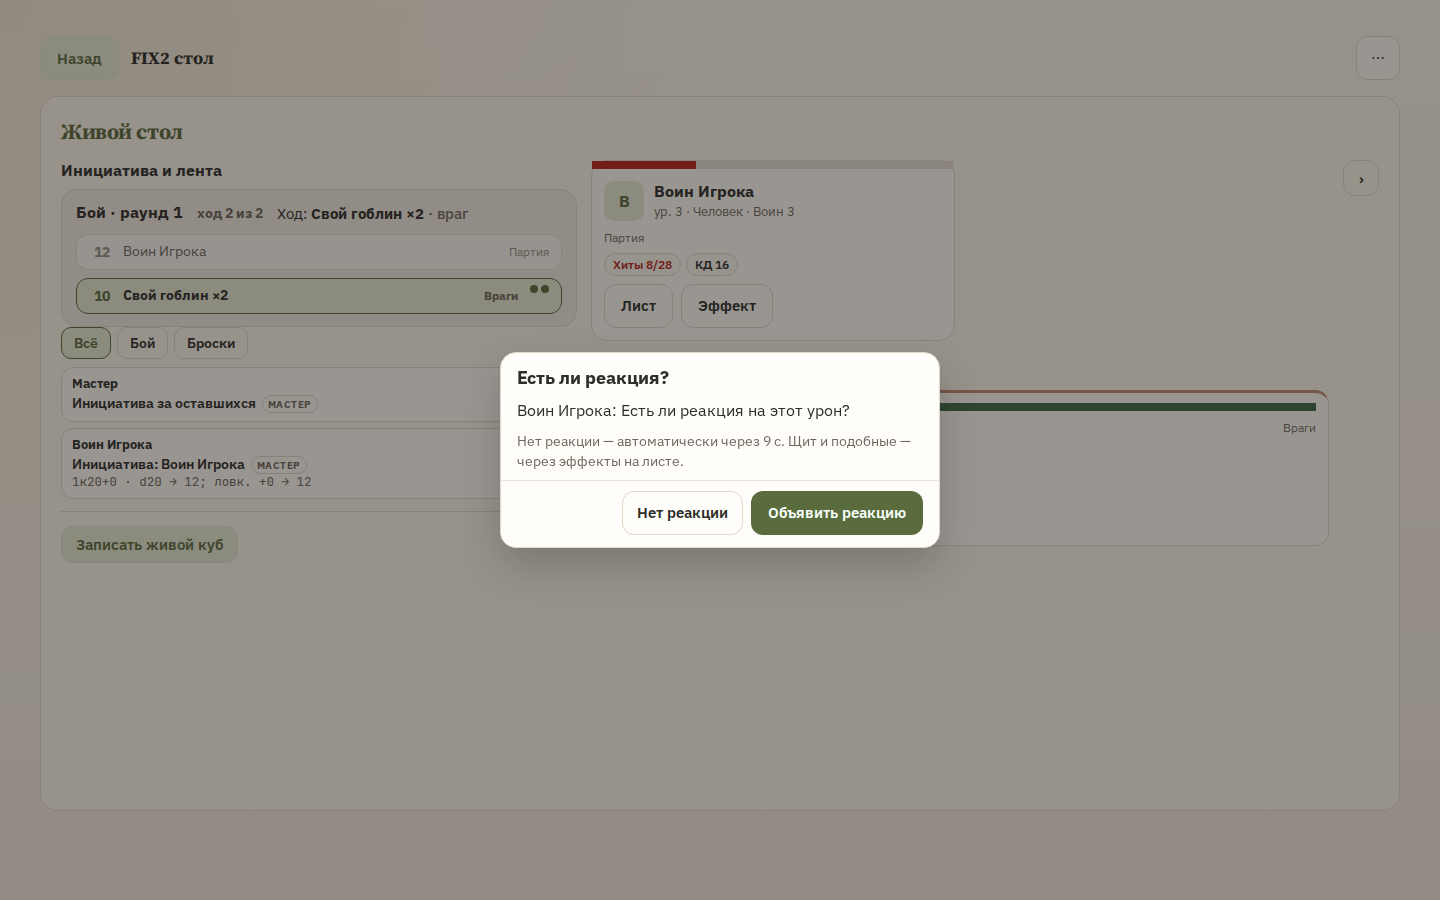 Назад
FIX2 стол
...
Живой стол
Инициатива и лента
Бой · раунд 1 ход 2 из 2 Ход: Свой гоблин ×2 · враг
12 Воин Игрока Партия
10 Свой гоблин ×2 Враги
Всё Бой Броски
Мастер
Инициатива за оставшихся МАСТЕР
Воин Игрока
Инициатива: Воин Игрока МАСТЕР
1к20+0 · d20 → 12; ловк. +0 → 12
Записать живой куб
В
Воин Игрока
ур. 3 · Человек · Воин 3
Партия
Хиты 8/28 КД 16
Лист Эффект
›
Враги
Есть ли реакция?
Воин Игрока: Есть ли реакция на этот урон?
Нет реакции — автоматически через 9 с. Щит и подобные —
через эффекты на листе.
Нет реакции Объявить реакцию